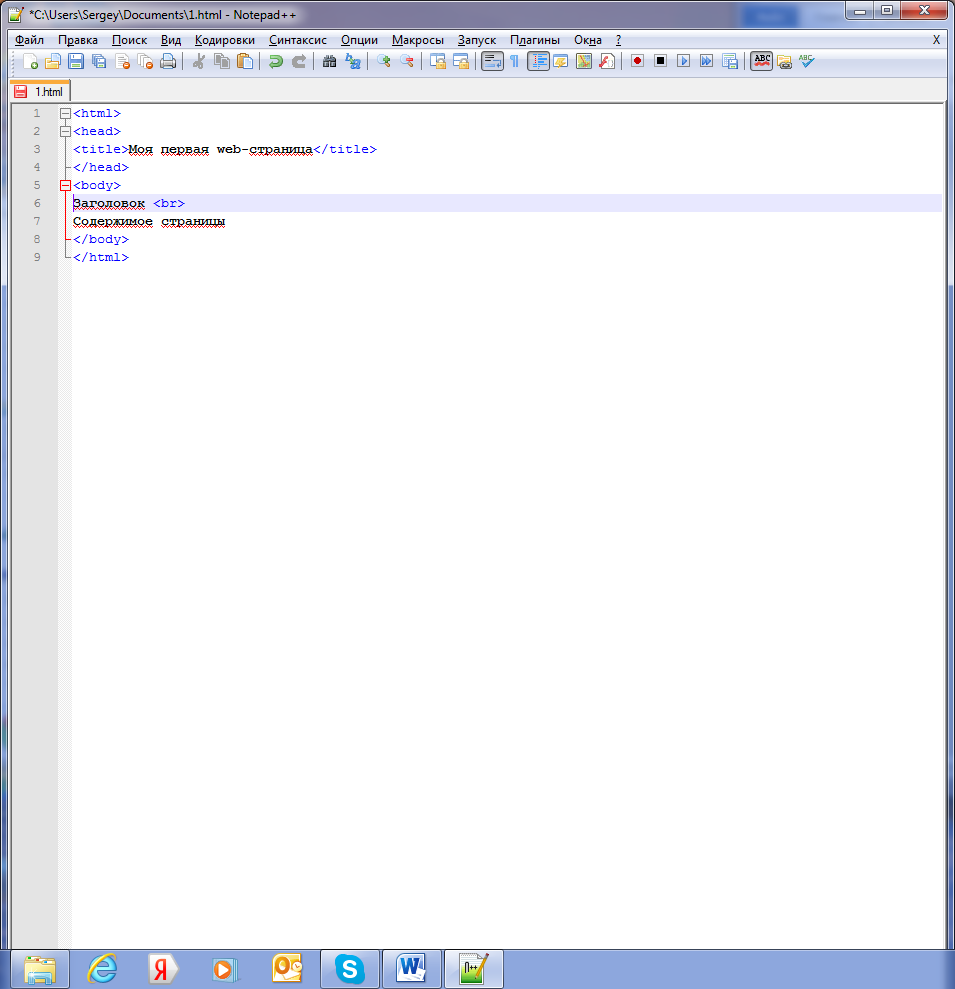 *C:\Users\Sergey\Documents\1.html - Notepad++
Файл Правка Поиск Вид Кодировки Синтаксис Опции Макросы Запуск Плагины Окна ? X
ABC ABC
1.html
1 <html>
2 <head>
3 <title>Моя первая web-страница</title>
4 </head>
5 <body>
6 Заголовок <br>
7 Содержимое страницы
8 </body>
9 </html>
Я S W